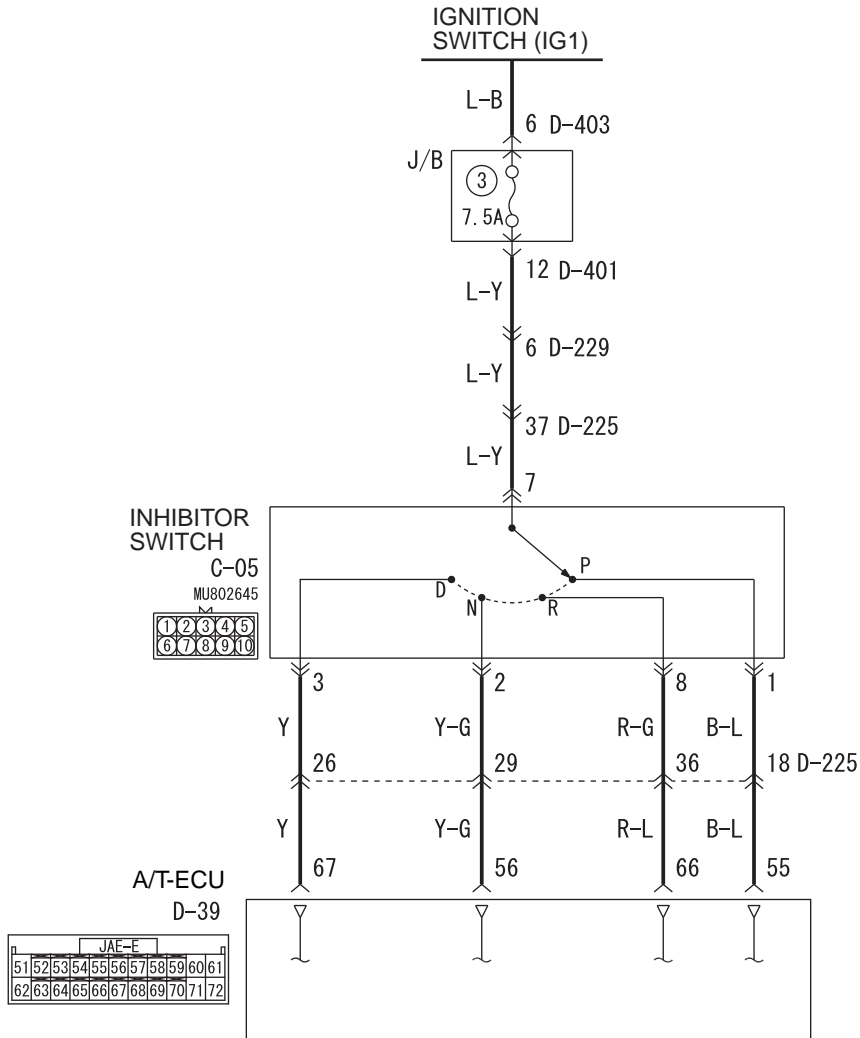 IGNITION
SWITCH (IG1)
L-B
6 D-403
J/B
3
7.5A
12 D-401
L-Y
6 D-229
L-Y
37 D-225
L-Y
7
INHIBITOR
SWITCH
C-05
MU802645
1 2 3 4 5
6 7 8 9 10
P
D
N
R
3 2 8 1
Y Y-G R-G B-L
26 29 36 18 D-225
Y Y-G R-L B-L
67 56 66 55
A/T-ECU
D-39
JAE-E
51 52 53 54 55 56 57 58 59 60 61
62 63 64 65 66 67 68 69 70 71 72